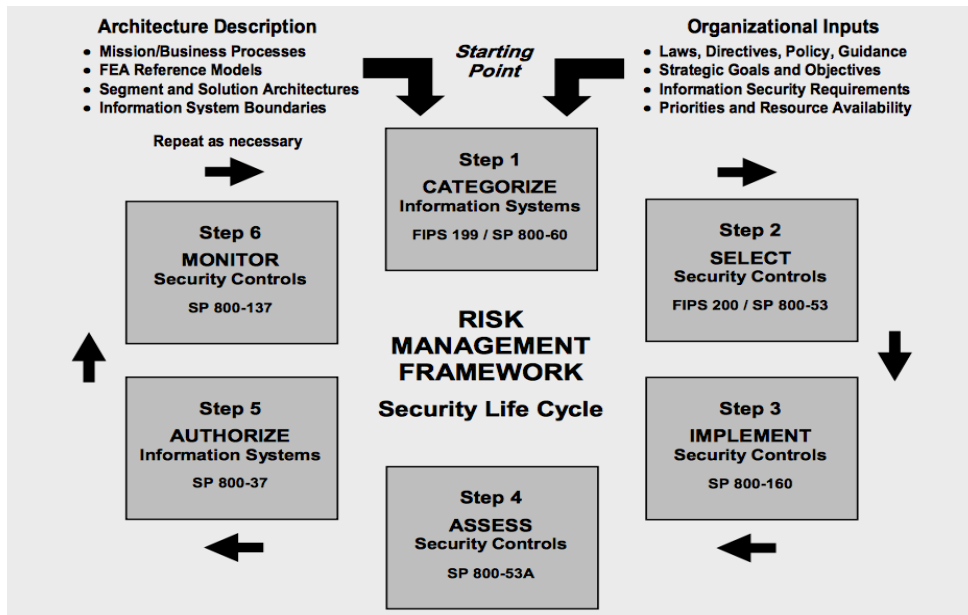 Architecture Description
• Mission/Business Processes
• FEA Reference Models
• Segment and Solution Architectures
• Information System Boundaries
Starting
Point
Organizational Inputs
• Laws, Directives, Policy, Guidance
• Strategic Goals and Objectives
• Information Security Requirements
• Priorities and Resource Availability
Repeat as necessary
Step 1
CATEGORIZE
Information Systems
FIPS 199 / SP 800-60
Step 2
SELECT
Security Controls
FIPS 200 / SP 800-53
Step 3
IMPLEMENT
Security Controls
SP 800-160
Step 4
ASSESS
Security Controls
SP 800-53A
Step 5
AUTHORIZE
Information Systems
SP 800-37
Step 6
MONITOR
Security Controls
SP 800-137
RISK
MANAGEMENT
FRAMEWORK
Security Life Cycle